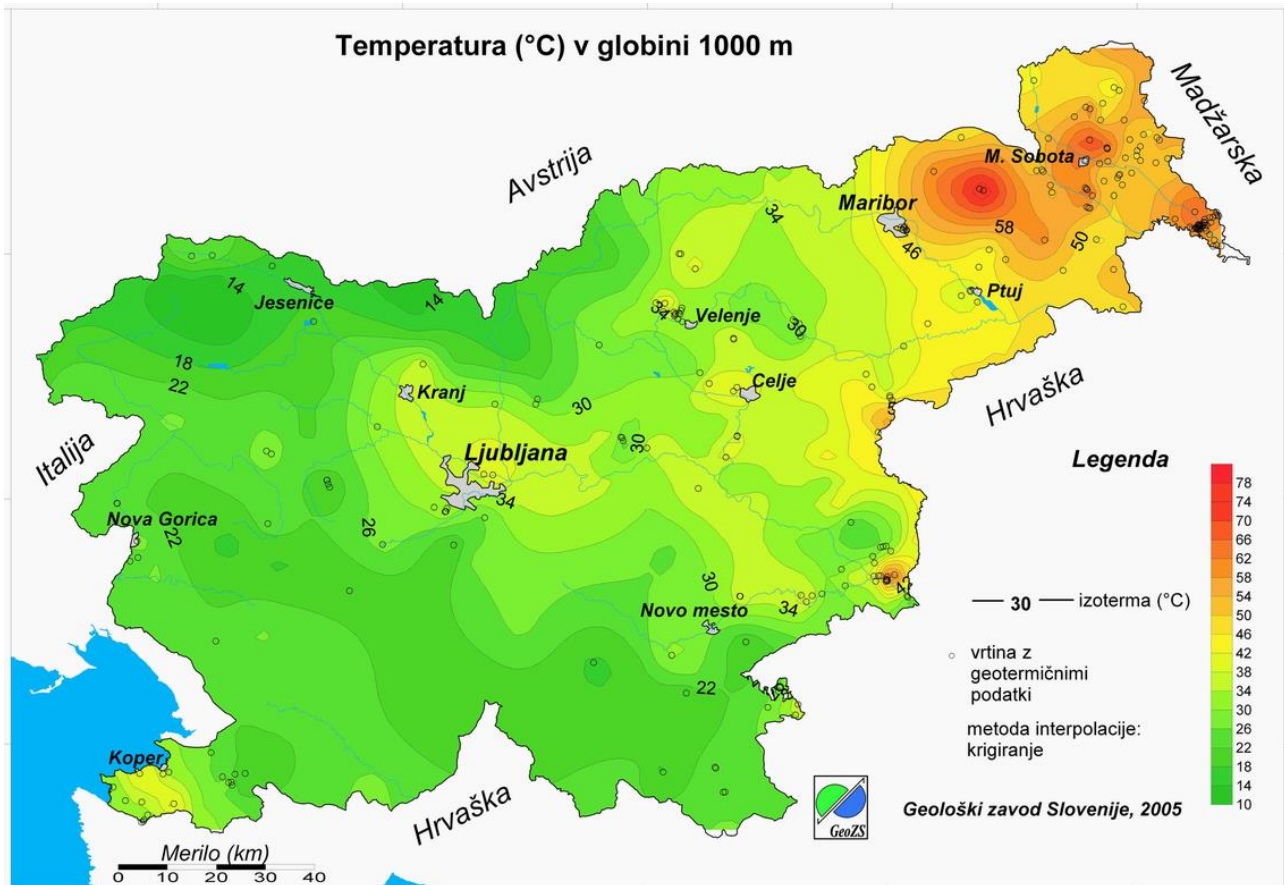 Temperatura (°C) v globini 1000 m
Avstrija
Madžarska
M. Sobota
Maribor
34
58
50
46
14
14
Jesenice
Ptuj
34
Velenje
30
18
22
Kranj
Celje
Hrvaška
30
5
30
Italija
Ljubljana
Legenda
34
Nova Gorica
22
26
30
42
Novo mesto
34
22
26
Koper
Hrvaška
78
74
70
66
62
58
54
50
46
42
38
34
30
26
22
18
14
10
30 izoterma (°C)
vrtina z
geotermičnimi
podatki
metoda interpolacije:
krigiranje
GeoZS
Geološki zavod Slovenije, 2005
Merilo (km)
0 10 20 30 40